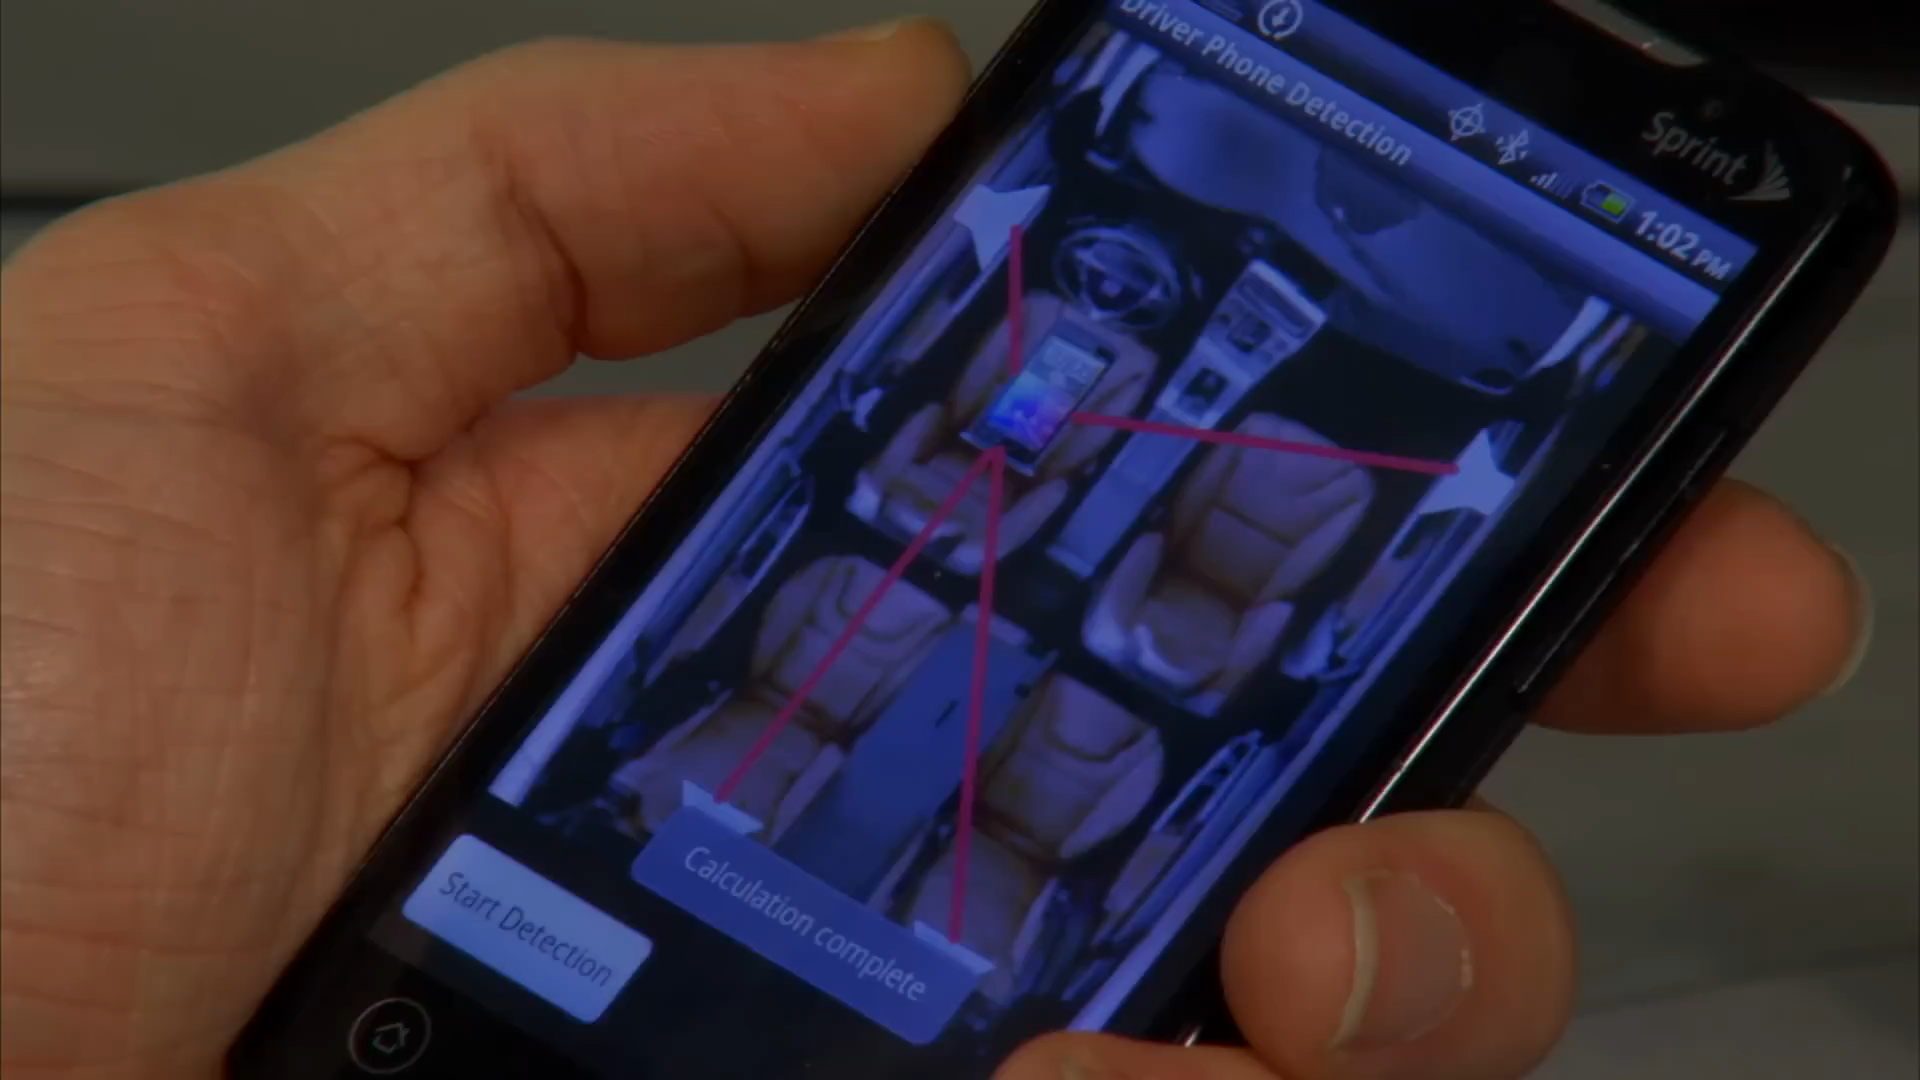 Driver Phone Detection
Sprint
1:02 PM
Calculation complete
Start Detection